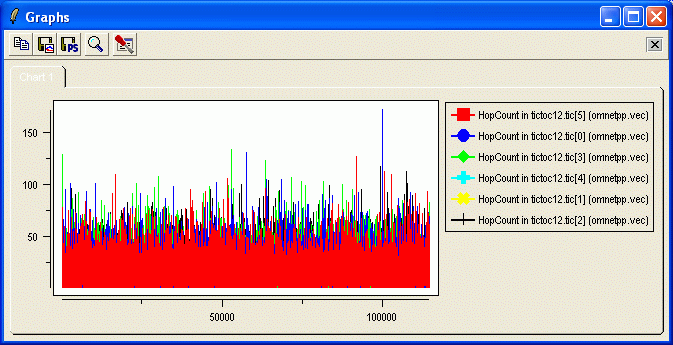 Graphs
PS
Chart 1
HopCount in tictoc12.tic[5] (omnetpp.vec)
HopCount in tictoc12.tic[0] (omnetpp.vec)
HopCount in tictoc12.tic[3] (omnetpp.vec)
HopCount in tictoc12.tic[4] (omnetpp.vec)
HopCount in tictoc12.tic[1] (omnetpp.vec)
HopCount in tictoc12.tic[2] (omnetpp.vec)
150
100
50
50000
100000